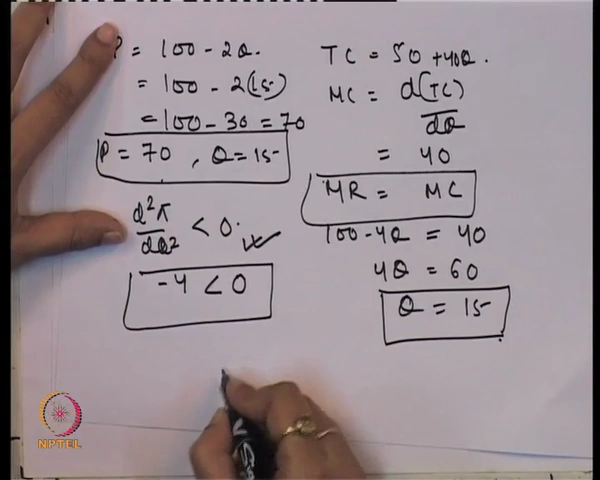 P = 100 - 2Q.
= 100 - 2(15)
= 100 - 30 = 70
P = 70 , Q = 15
d²π/dQ² < 0.
-4 < 0
TC = 50 + 40Q.
MC = d(TC)/dQ
= 40
MR = MC
100 - 4Q = 40
4Q = 60
Q = 15
NPTEL